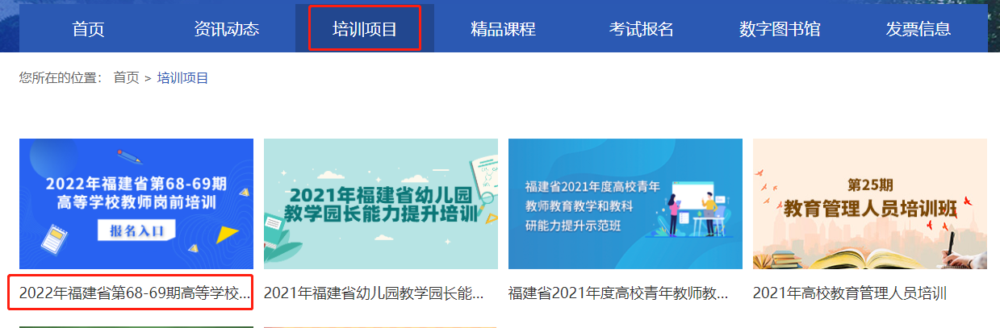 首页 资讯动态 培训项目 精品课程 考试报名 数字图书馆 发票信息
您所在的位置： 首页 > 培训项目
2022年福建省第68-69期
高等学校教师岗前培训
报名入口
2021年福建省幼儿园
教学园长能力提升培训
福建省2021年度高校青年
教师教育教学和教科
研能力提升示范班
第25期
教育管理人员培训班
2022年福建省第68-69期高等学校...
2021年福建省幼儿园教学园长能...
福建省2021年度高校青年教师教...
2021年高校教育管理人员培训